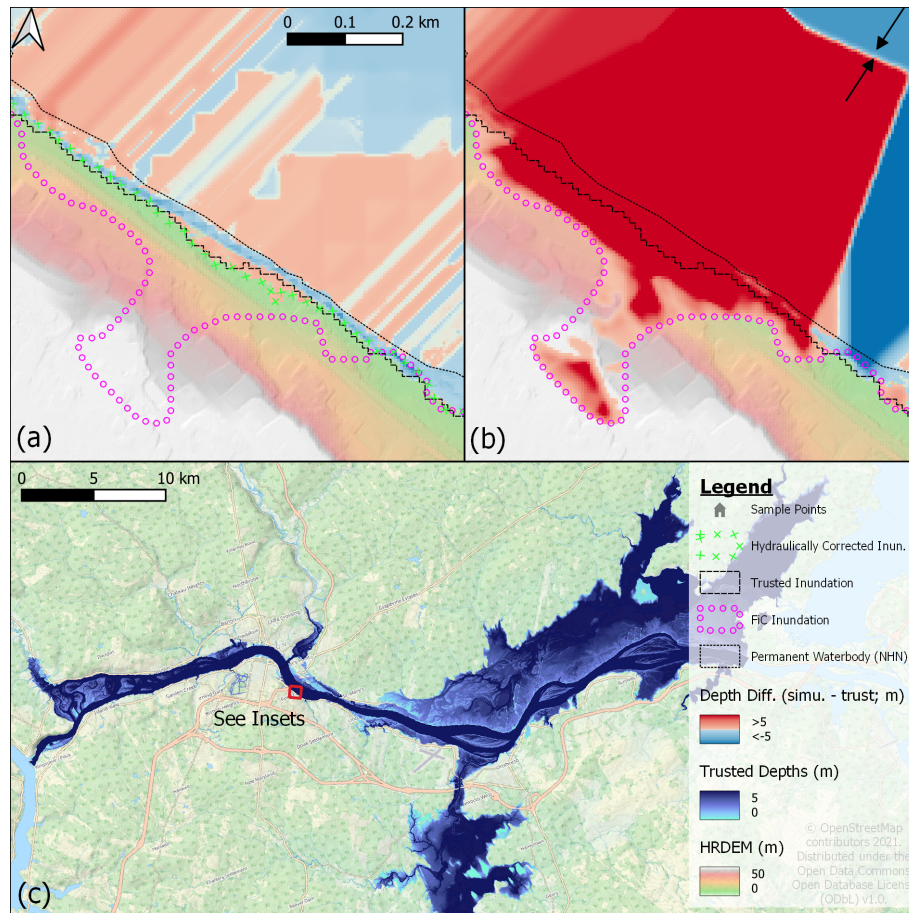 0 0.1 0.2 km
(a)
(b)
0 5 10 km
See Insets
(c)
Legend
Sample Points
Hydraulically Corrected Inun.
Trusted Inundation
FiC Inundation
Permanent Waterbody (NHN)
Depth Diff. (simu. - trust; m)
>5
<-5
Trusted Depths (m)
5
0
HRDEM (m)
50
0
© OpenStreetMap
contributors 2021.
Distributed under the
Open Data Commons
Open Database License
(ODbL) v1.0.